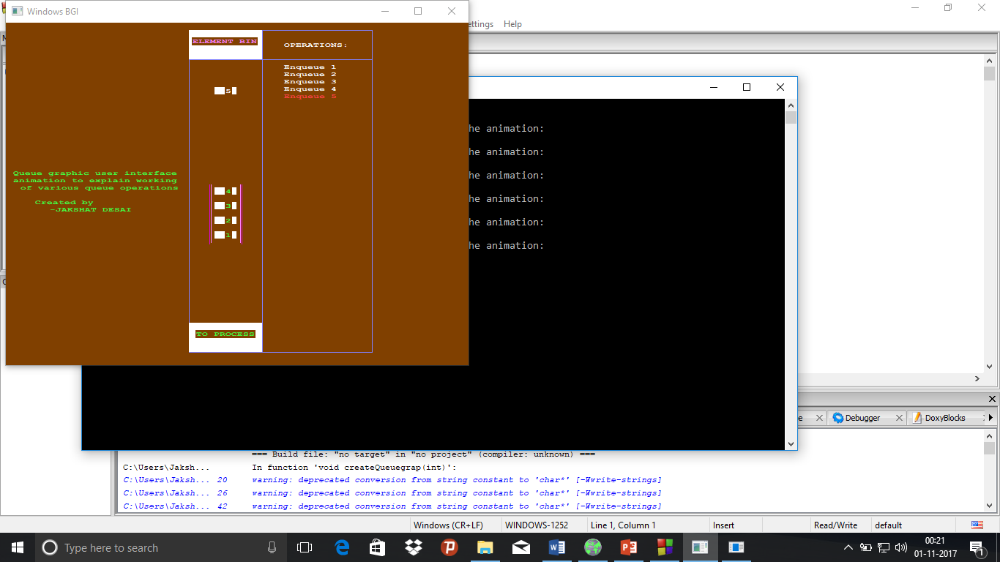 Windows BGI
ettings Help
ELEMENT BIN
OPERATIONS:
Enqueue 1
Enqueue 2
Enqueue 3
Enqueue 4
Enqueue 5
5
Queue graphic user interface
animation to explain working
of various queue operations
Created by
-JAKSHAT DESAI
4
3
2
1
TO PROCESS
he animation:
he animation:
he animation:
he animation:
he animation:
he animation:
e Debugger DoxyBlocks
=== Build file: "no target" in "no project" (compiler: unknown) ===
C:\Users\Jaksh... In function 'void createQueuegrap(int)':
C:\Users\Jaksh... 20 warning: deprecated conversion from string constant to 'char*' [-Wwrite-strings]
C:\Users\Jaksh... 26 warning: deprecated conversion from string constant to 'char*' [-Wwrite-strings]
C:\Users\Jaksh... 42 warning: deprecated conversion from string constant to 'char*' [-Wwrite-strings]
Windows (CR+LF) WINDOWS-1252 Line 1, Column 1 Insert Read/Write default
Type here to search
00:21
01-11-2017
1